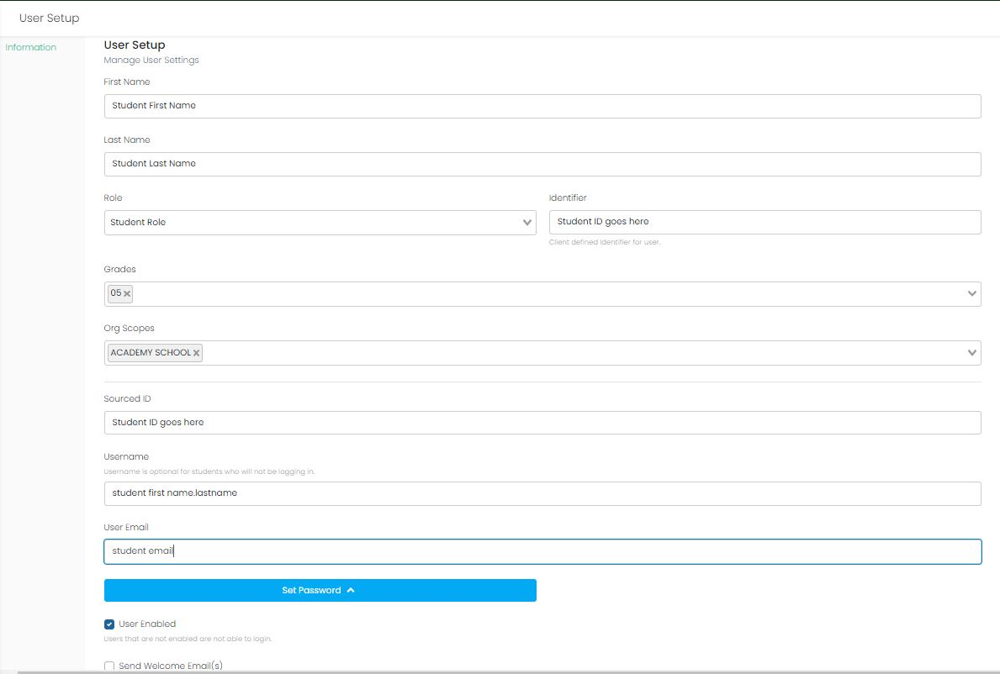 User Setup
Information
User Setup
Manage User Settings
First Name
Student First Name
Last Name
Student Last Name
Role
Student Role
Identifier
Student ID goes here
Client defined Identifier for user.
Grades
05
Org Scopes
ACADEMY SCHOOL
Sourced ID
Student ID goes here
Username
Username is optional for students who will not be logging in.
student first name.lastname
User Email
student email
Set Password
User Enabled
Users that are not enabled are not able to login.
Send Welcome Email(s)